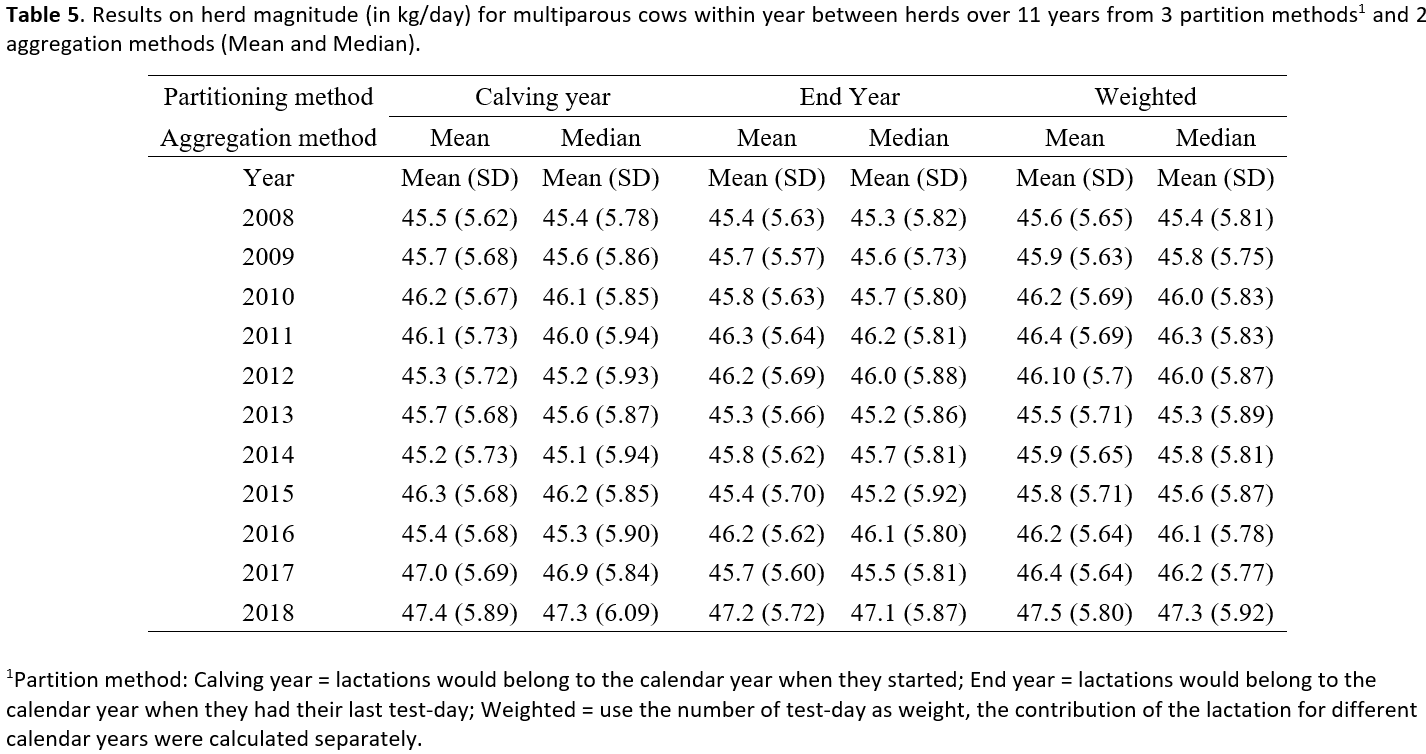 Table 5. Results on herd magnitude (in kg/day) for multiparous cows within year between herds over 11 years from 3 partition methods1 and 2
aggregation methods (Mean and Median).
Partitioning method Calving year End Year Weighted
Aggregation method Mean Median Mean Median Mean Median
Year Mean (SD) Mean (SD) Mean (SD) Mean (SD) Mean (SD) Mean (SD)
2008 45.5 (5.62) 45.4 (5.78) 45.4 (5.63) 45.3 (5.82) 45.6 (5.65) 45.4 (5.81)
2009 45.7 (5.68) 45.6 (5.86) 45.7 (5.57) 45.6 (5.73) 45.9 (5.63) 45.8 (5.75)
2010 46.2 (5.67) 46.1 (5.85) 45.8 (5.63) 45.7 (5.80) 46.2 (5.69) 46.0 (5.83)
2011 46.1 (5.73) 46.0 (5.94) 46.3 (5.64) 46.2 (5.81) 46.4 (5.69) 46.3 (5.83)
2012 45.3 (5.72) 45.2 (5.93) 46.2 (5.69) 46.0 (5.88) 46.10 (5.7) 46.0 (5.87)
2013 45.7 (5.68) 45.6 (5.87) 45.3 (5.66) 45.2 (5.86) 45.5 (5.71) 45.3 (5.89)
2014 45.2 (5.73) 45.1 (5.94) 45.8 (5.62) 45.7 (5.81) 45.9 (5.65) 45.8 (5.81)
2015 46.3 (5.68) 46.2 (5.85) 45.4 (5.70) 45.2 (5.92) 45.8 (5.71) 45.6 (5.87)
2016 45.4 (5.68) 45.3 (5.90) 46.2 (5.62) 46.1 (5.80) 46.2 (5.64) 46.1 (5.78)
2017 47.0 (5.69) 46.9 (5.84) 45.7 (5.60) 45.5 (5.81) 46.4 (5.64) 46.2 (5.77)
2018 47.4 (5.89) 47.3 (6.09) 47.2 (5.72) 47.1 (5.87) 47.5 (5.80) 47.3 (5.92)
1Partition method: Calving year = lactations would belong to the calendar year when they started; End year = lactations would belong to the
calendar year when they had their last test-day; Weighted = use the number of test-day as weight, the contribution of the lactation for different
calendar years were calculated separately.